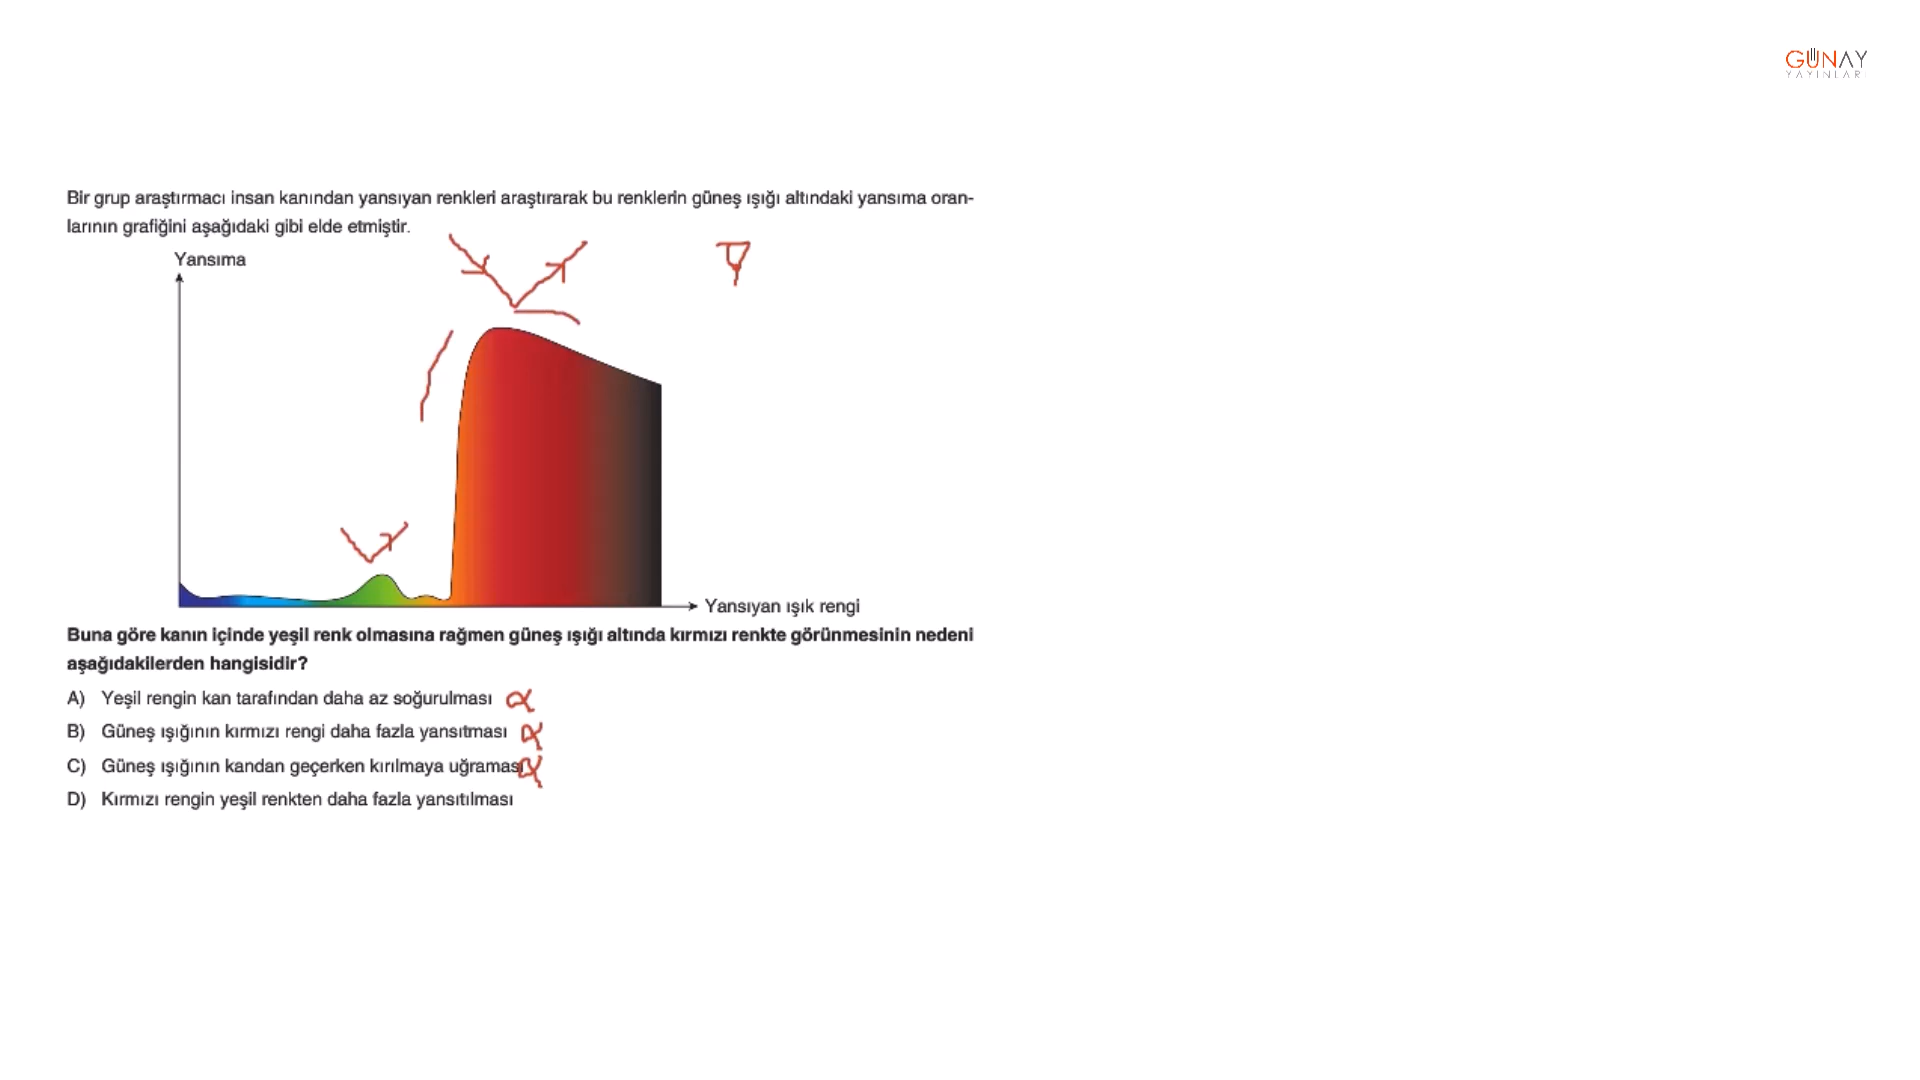 GÜNAY
YAYINLARI
Bir grup araştırmacı insan kanından yansıyan renkleri araştırarak bu renklerin güneş ışığı altındaki yansıma oran-
larının grafiğini aşağıdaki gibi elde etmiştir.
Yansıma
Yansıyan ışık rengi
Buna göre kanın içinde yeşil renk olmasına rağmen güneş ışığı altında kırmızı renkte görünmesinin nedeni
aşağıdakilerden hangisidir?
A) Yeşil rengin kan tarafından daha az soğurulması
B) Güneş ışığının kırmızı rengi daha fazla yansıtması
C) Güneş ışığının kandan geçerken kırılmaya uğraması
D) Kırmızı rengin yeşil renkten daha fazla yansıtılması